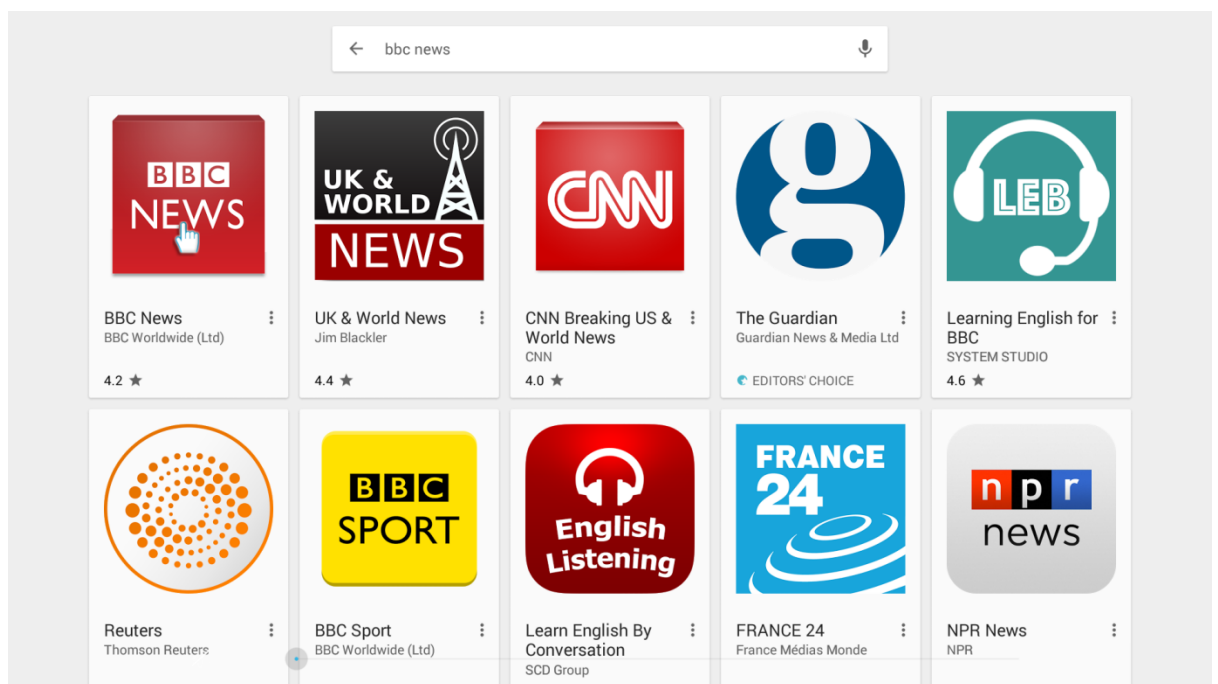 bbc news
BBC
NEWS
BBC News
BBC Worldwide (Ltd)
4.2
UK &
WORLD
NEWS
UK & World News
Jim Blackler
4.4
CNN
CNN Breaking US &
World News
CNN
4.0
g
The Guardian
Guardian News & Media Ltd
EDITORS' CHOICE
LEB
Learning English for
BBC
SYSTEM STUDIO
4.6
Reuters
Thomson Reuters
BBC
SPORT
BBC Sport
BBC Worldwide (Ltd)
English
Listening
Learn English By
Conversation
SCD Group
FRANCE
24
FRANCE 24
France Médias Monde
npr
news
NPR News
NPR